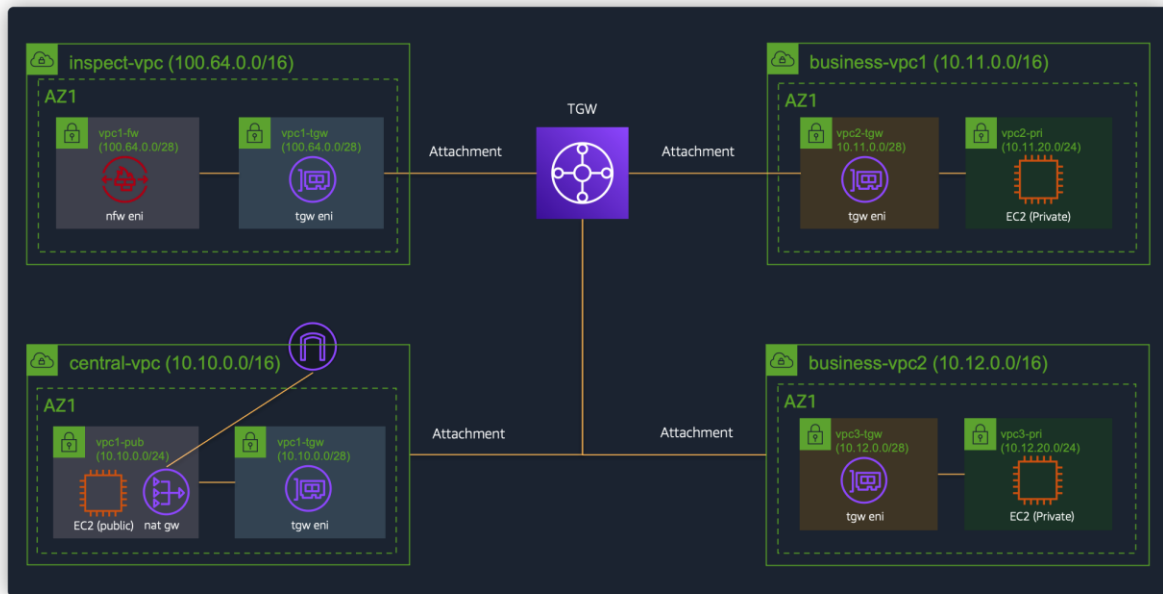 inspect-vpc (100.64.0.0/16)
AZ1
vpc1-fw
(100.64.0.0/28)
nfw eni
vpc1-tgw
(100.64.0.0/28)
tgw eni
Attachment
TGW
Attachment
business-vpc1 (10.11.0.0/16)
AZ1
vpc2-tgw
10.11.0.0/28)
tgw eni
vpc2-pri
(10.11.20.0/24)
EC2 (Private)
central-vpc (10.10.0.0/16)
AZ1
vpc1-pub
(10.10.0.0/24)
EC2 (public)
nat gw
vpc1-tgw
(10.10.0.0/28)
tgw eni
Attachment
Attachment
business-vpc2 (10.12.0.0/16)
AZ1
vpc3-tgw
(10.12.0.0/28)
tgw eni
vpc3-pri
(10.12.20.0/24)
EC2 (Private)